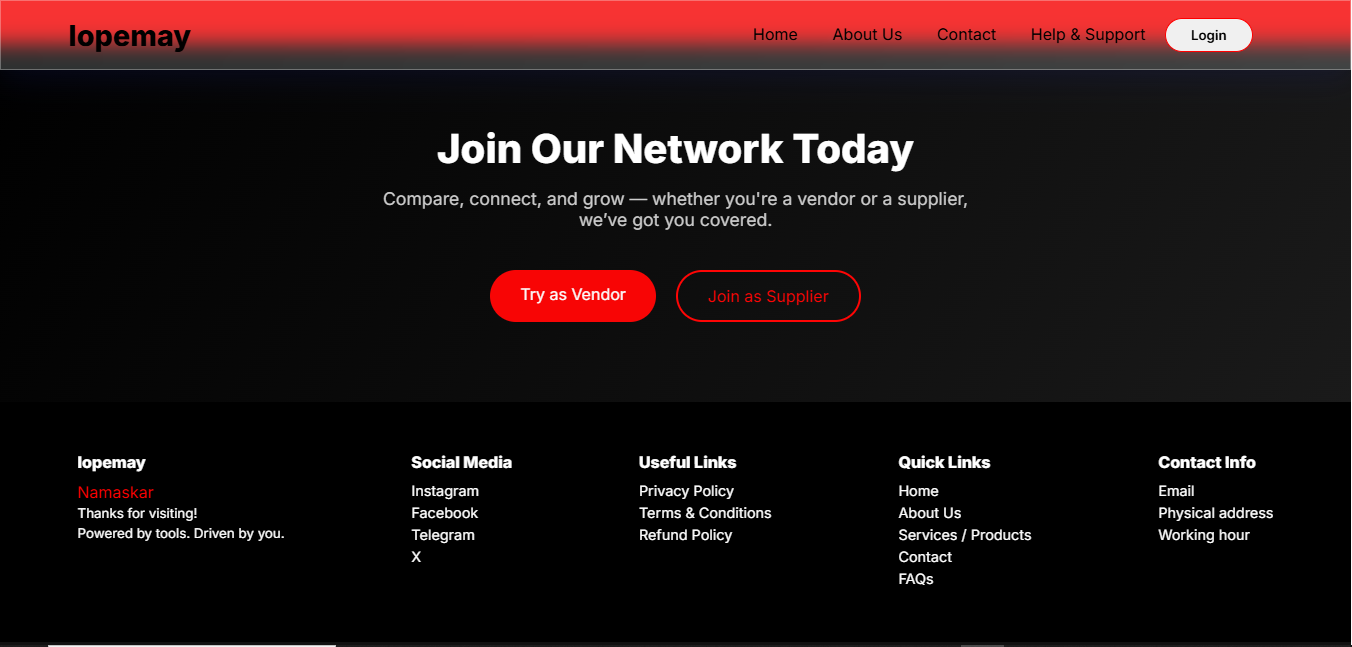 lopemay
Home
About Us
Contact
Help & Support
Login
Join Our Network Today
Compare, connect, and grow — whether you're a vendor or a supplier,
we’ve got you covered.
Try as Vendor
Join as Supplier
lopemay
Namaskar
Thanks for visiting!
Powered by tools. Driven by you.
Social Media
Instagram
Facebook
Telegram
X
Useful Links
Privacy Policy
Terms & Conditions
Refund Policy
Quick Links
Home
About Us
Services / Products
Contact
FAQs
Contact Info
Email
Physical address
Working hour